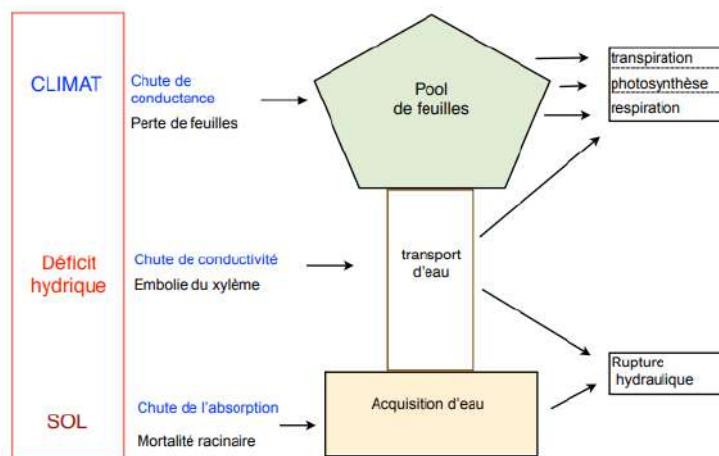 CLIMAT
Chute de
conductance
Perte de feuilles
Pool
de feuilles
transpiration
photosynthèse
respiration
Déficit
hydrique
Chute de conductivité
Embolie du xylème
transport
d'eau
Rupture
hydraulique
SOL
Chute de l'absorption
Mortalité racinaire
Acquisition d'eau